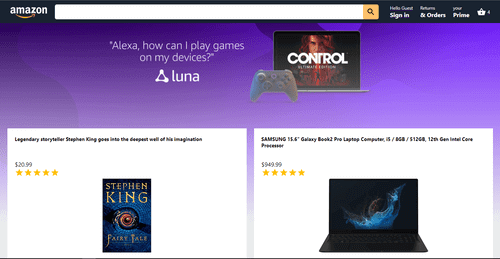 amazon
Hello Guest
Sign in
Returns
& Orders
your
Prime
4
"Alexa, how can I play games
on my devices?"
luna
CONTROL
ULTIMATE EDITION
Legendary storyteller Stephen King goes into the deepest well of his imagination
$20.99
STEPHEN
KING
FAIRY TALE
SAMSUNG 15.6" Galaxy Book2 Pro Laptop Computer, i5 / 8GB / 512GB, 12th Gen Intel Core
Processor
$949.99